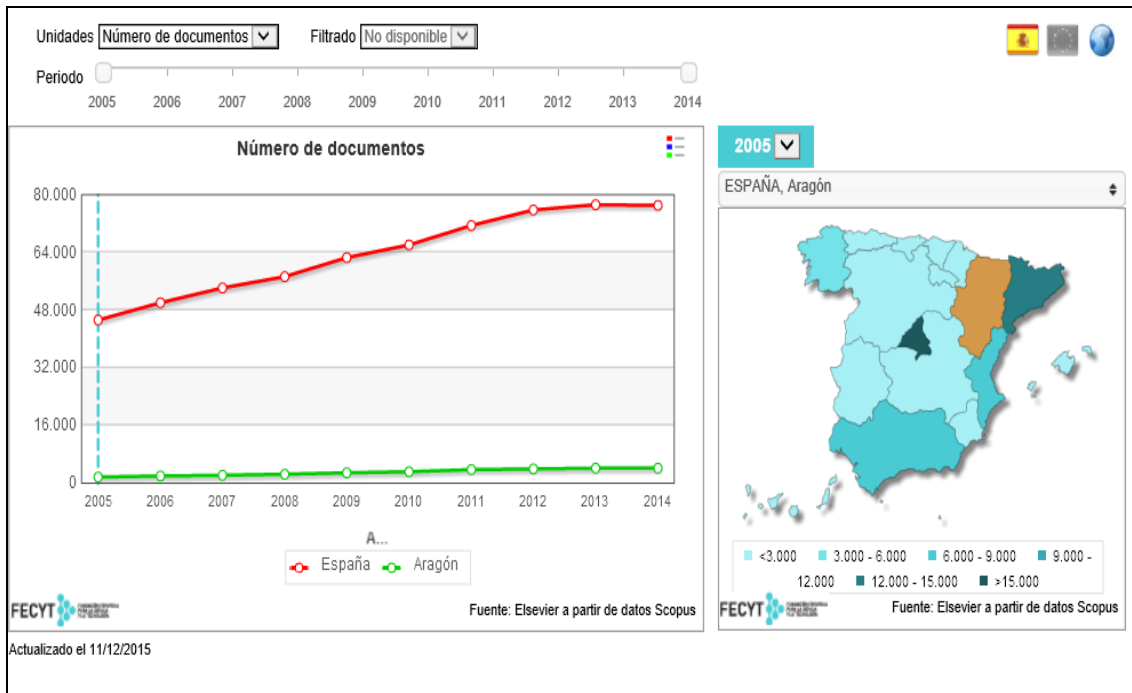 Unidades Número de documentos Filtrado No disponible
Periodo
2005 2006 2007 2008 2009 2010 2011 2012 2013 2014
Número de documentos
80.000
64.000
48.000
32.000
16.000
0
2005 2006 2007 2008 2009 2010 2011 2012 2013 2014
A...
España Aragón
FECYT
Fuente: Elsevier a partir de datos Scopus
2005
ESPAÑA, Aragón
<3.000 3.000 - 6.000 6.000 - 9.000 9.000 -
12.000 12.000 - 15.000 >15.000
FECYT
Fuente: Elsevier a partir de datos Scopus
Actualizado el 11/12/2015